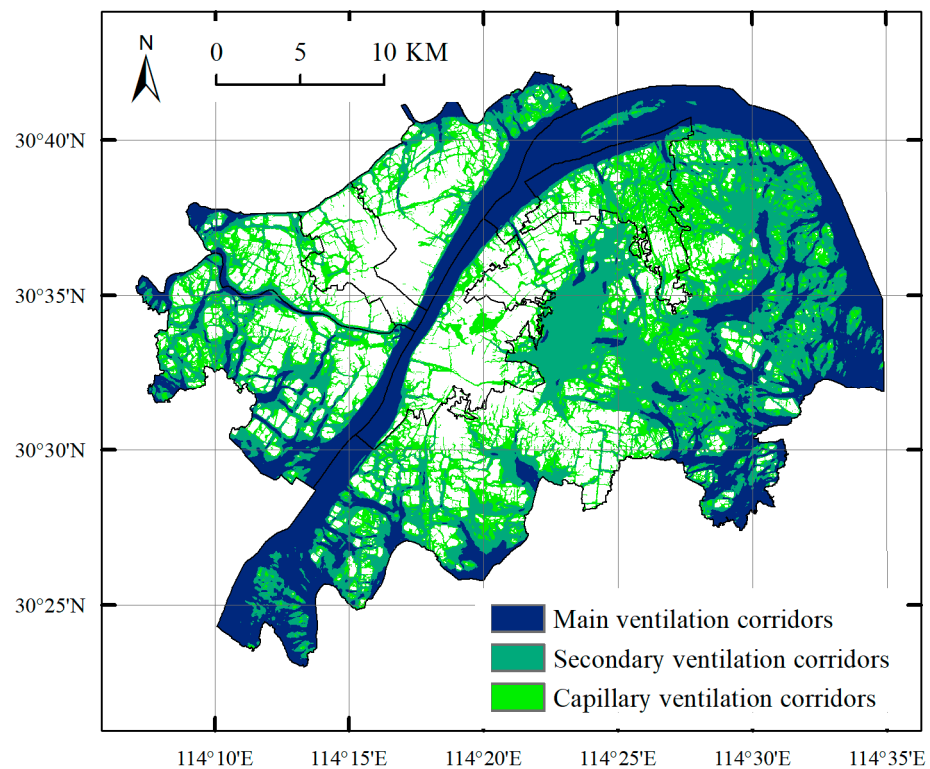 N
0 5 10 KM
30°40'N
30°35'N
30°30'N
30°25'N
Main ventilation corridors
Secondary ventilation corridors
Capillary ventilation corridors
114°10'E 114°15'E 114°20'E 114°25'E 114°30'E 114°35'E